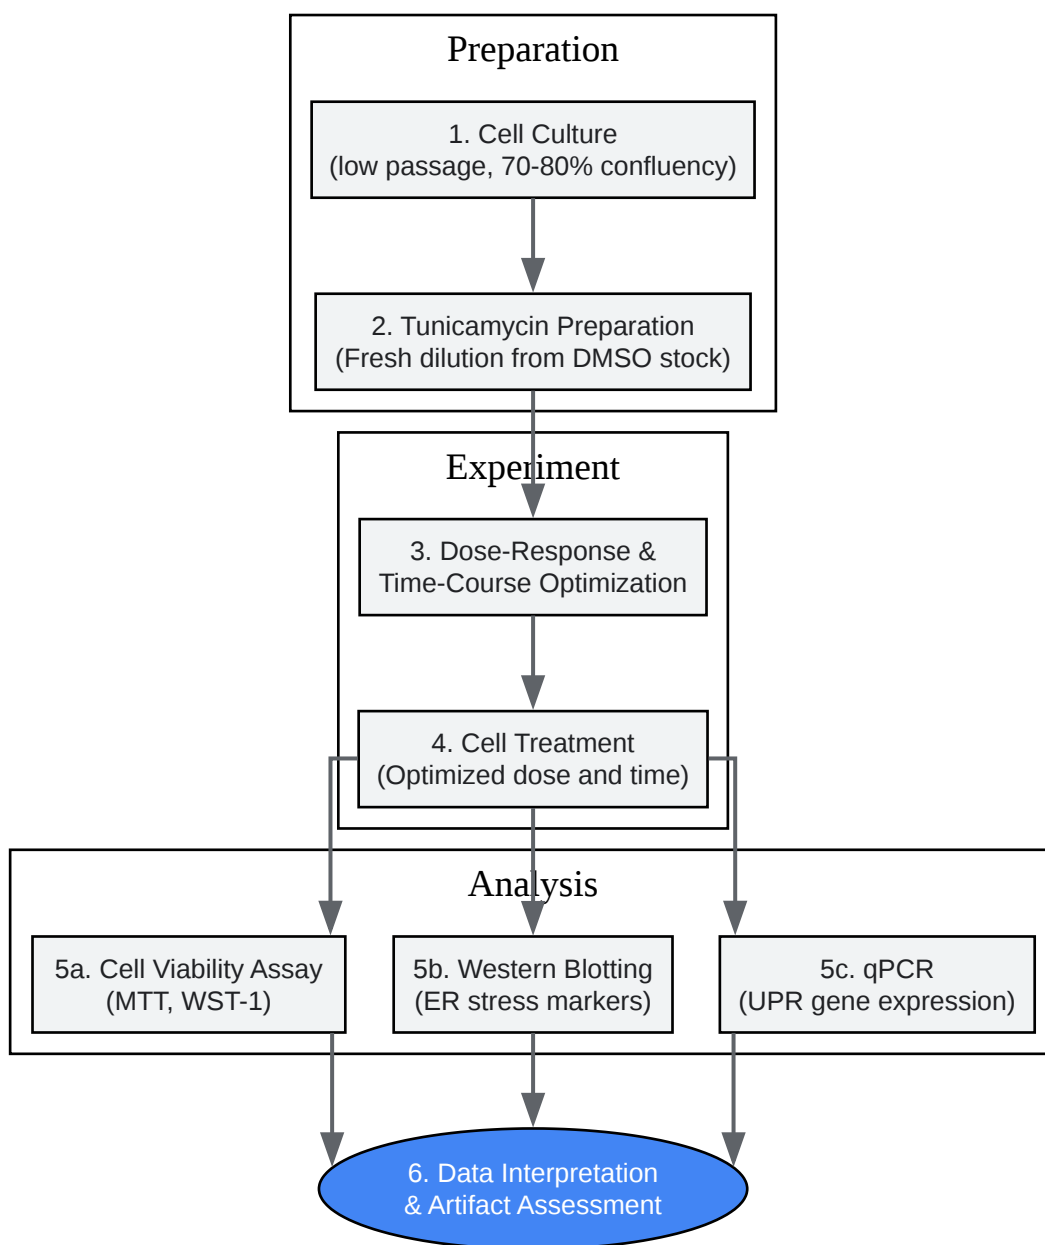 Preparation
1. Cell Culture
(low passage, 70-80% confluency)
2. Tunicamycin Preparation
(Fresh dilution from DMSO stock)
Experiment
3. Dose-Response &
Time-Course Optimization
4. Cell Treatment
(Optimized dose and time)
Analysis
5a. Cell Viability Assay
(MTT, WST-1)
5b. Western Blotting
(ER stress markers)
5c. qPCR
(UPR gene expression)
6. Data Interpretation
& Artifact Assessment